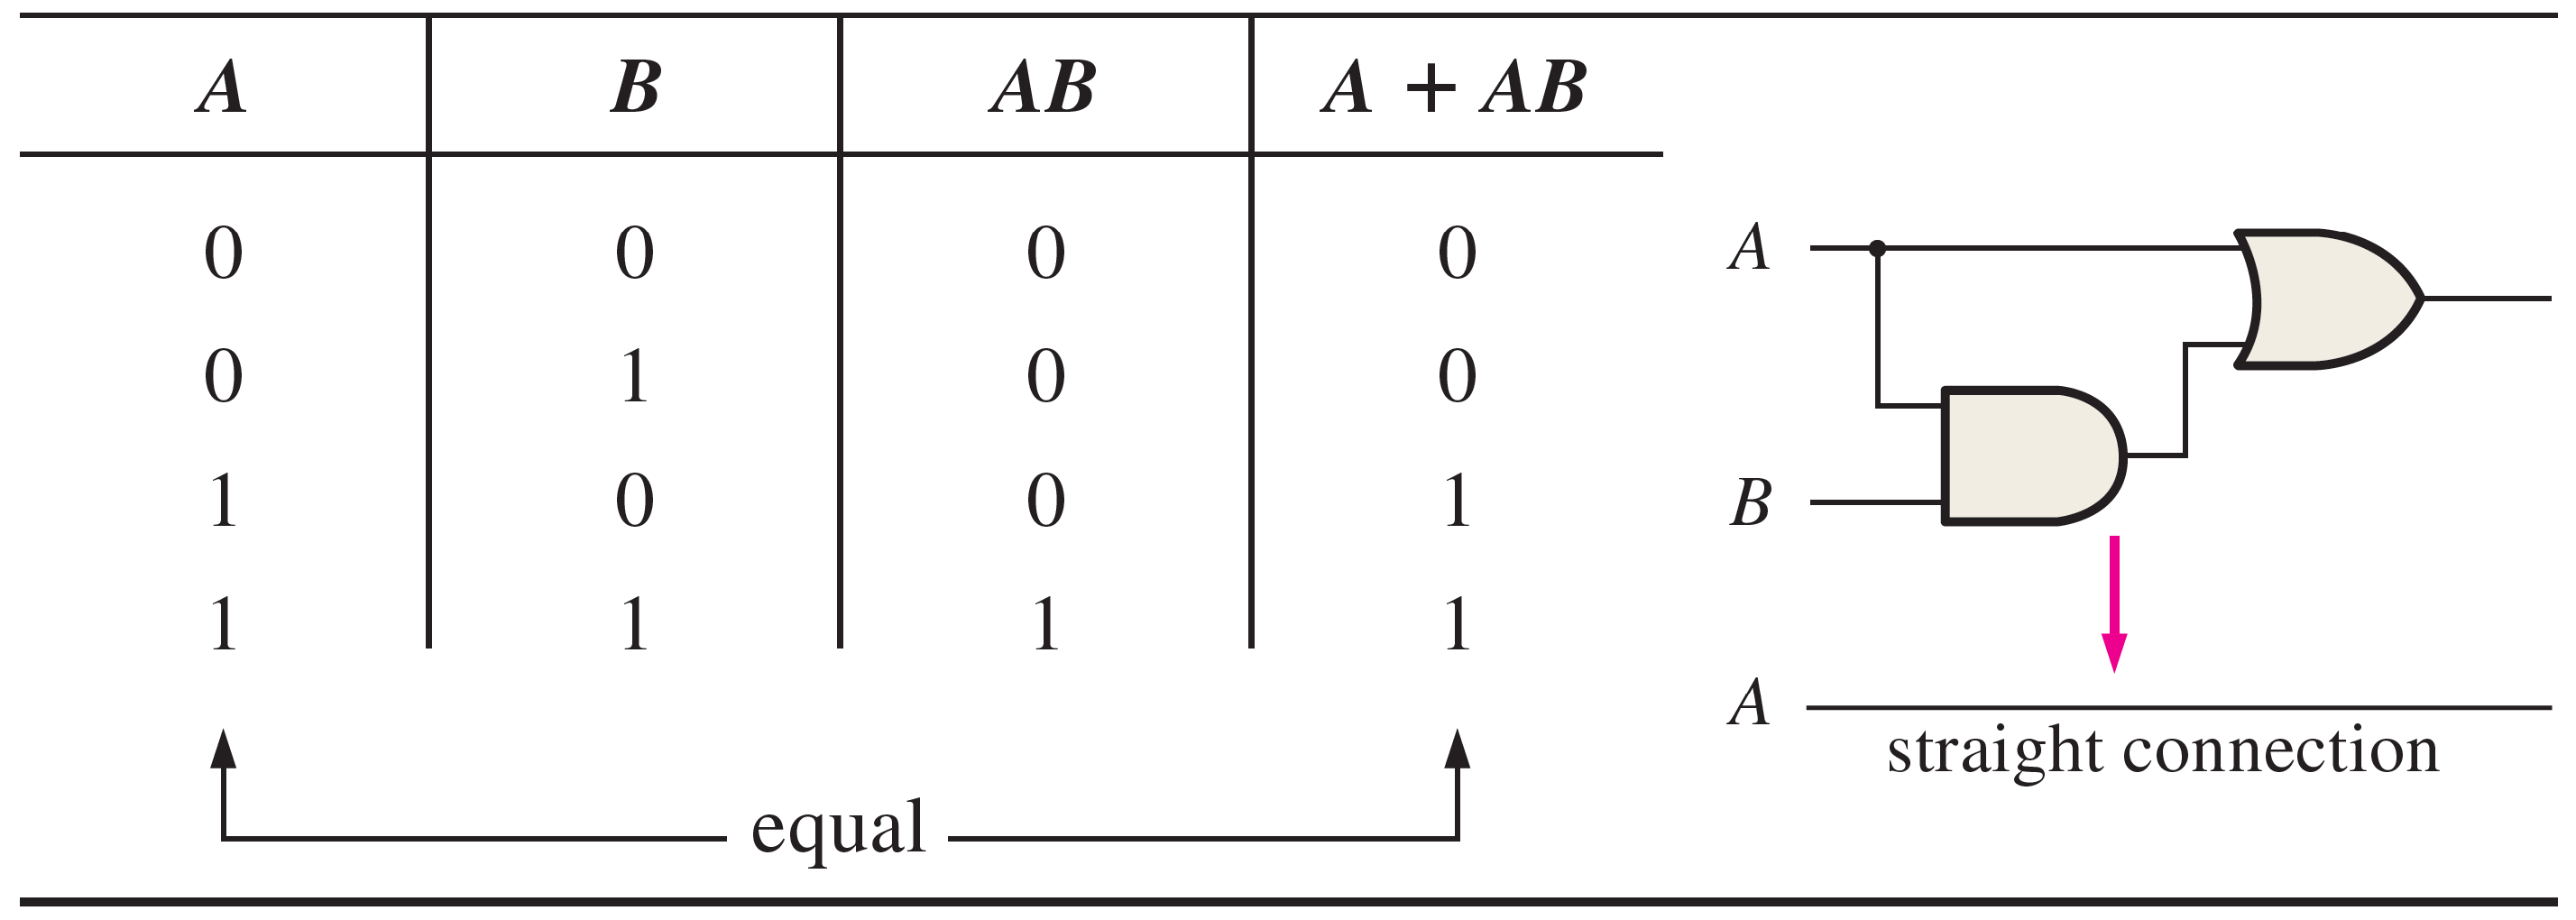 A B AB A + AB
0 0 0 0
0 1 0 0
1 0 0 1
1 1 1 1
equal
A
B
A
straight connection